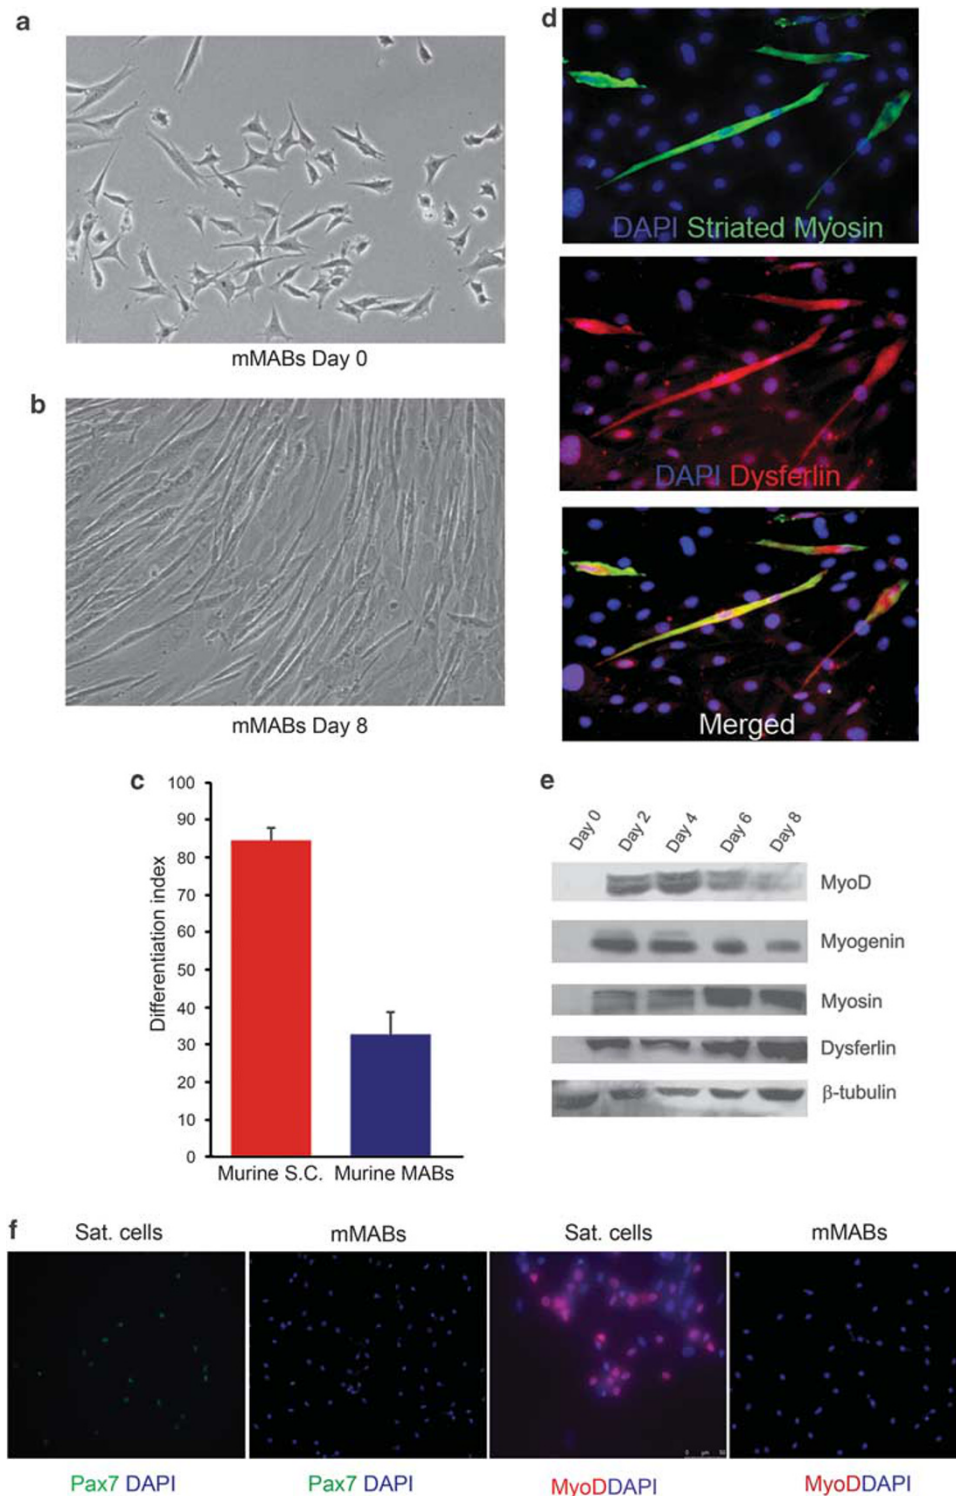 a
mMABs Day 0
b
mMABs Day 8
c
100
90
80
70
60
50
40
30
20
10
0
Differentiation index
Murine S.C. Murine MABs
d
DAPI Striated Myosin
DAPI Dysferlin
Merged
e
Day 0 Day 2 Day 4 Day 6 Day 8
MyoD
Myogenin
Myosin
Dysferlin
β-tubulin
f
Sat. cells mMABs Sat. cells mMABs
Pax7 DAPI Pax7 DAPI MyoDDAPI MyoDDAPI